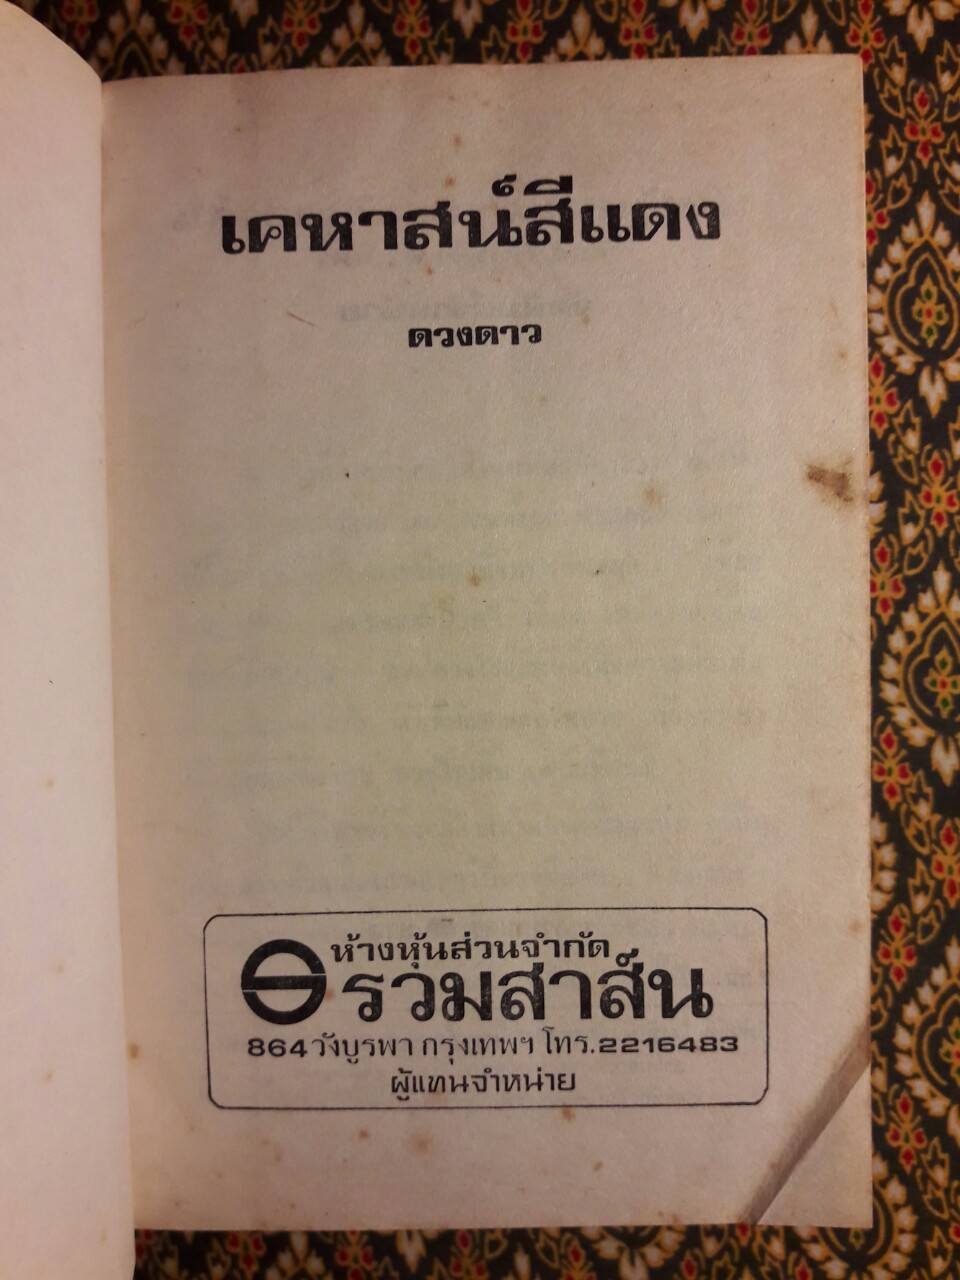 เคหาสน์สีแดง
ดวงดาว
ห้างหุ้นส่วนจำกัด
รวมสาส์น
864 วังบูรพา กรุงเทพฯ โทร. 2216483
ผู้แทนจำหน่าย